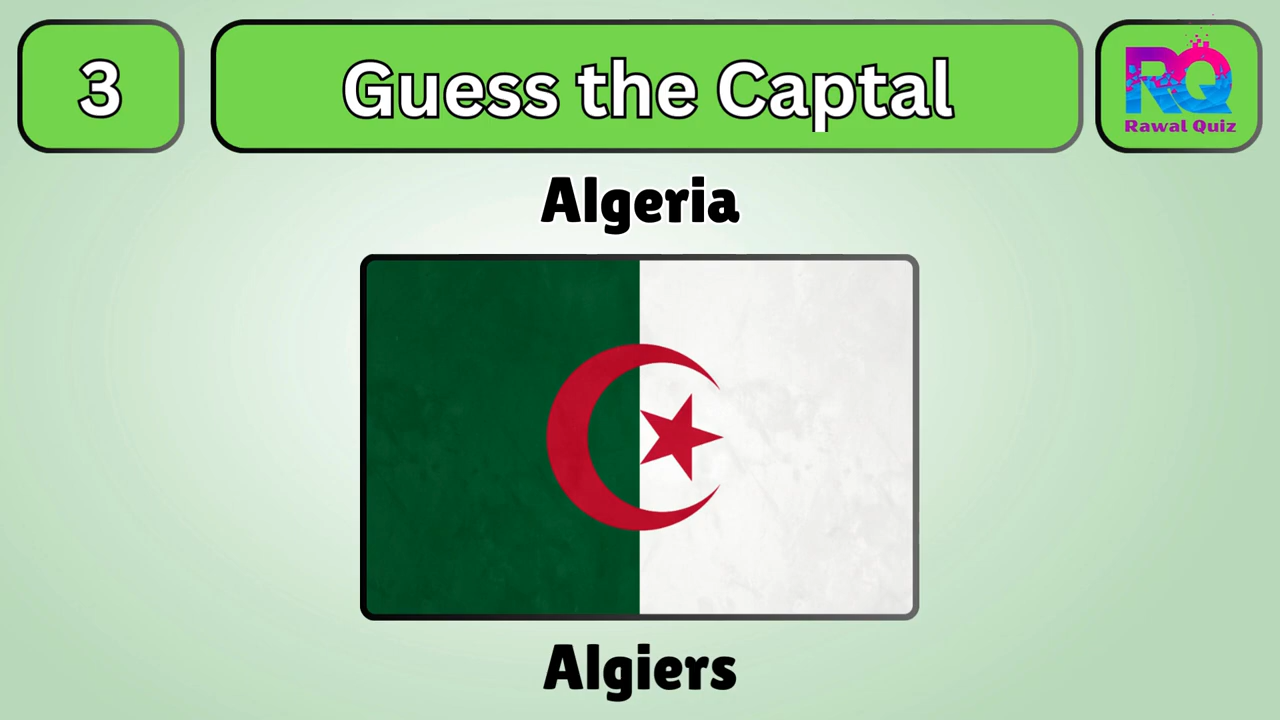 3
Guess the Captal
RQ
Rawal Quiz
Algeria
Algiers